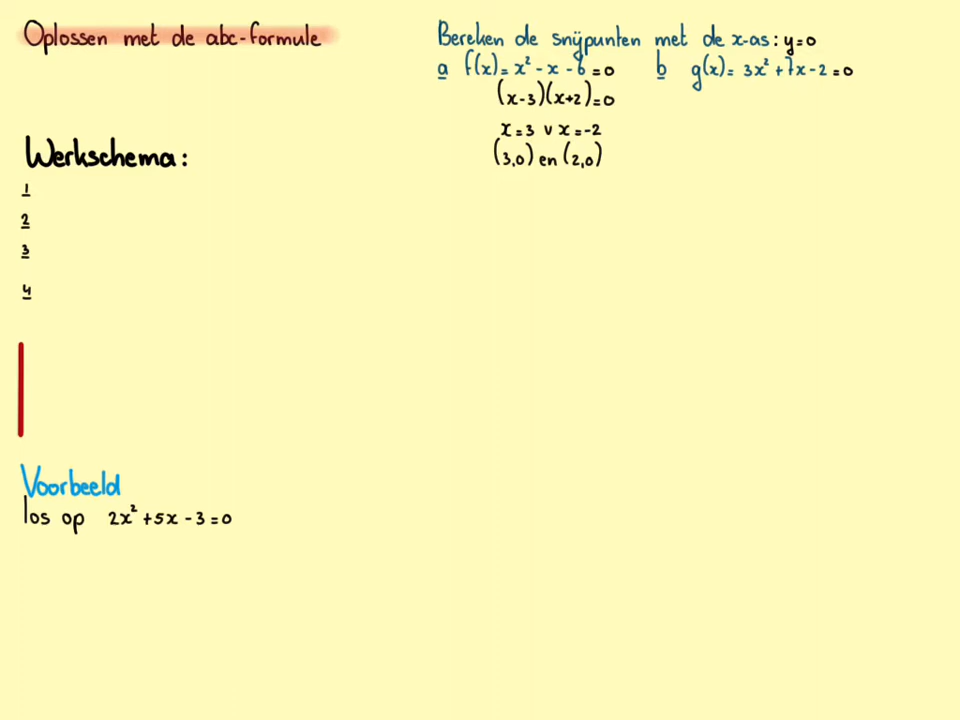 Oplossen met de abc-formule
Werkschema:
1
2
3
4
Voorbeeld
los op 2x² + 5x - 3 = 0
Bereken de snijpunten met de x-as: y=0
a f(x) = x² - x - 6 = 0
(x-3)(x+2)=0
x=3 v x=-2
(3,0) en (2,0)
b g(x) = 3x² + 7x - 2 = 0